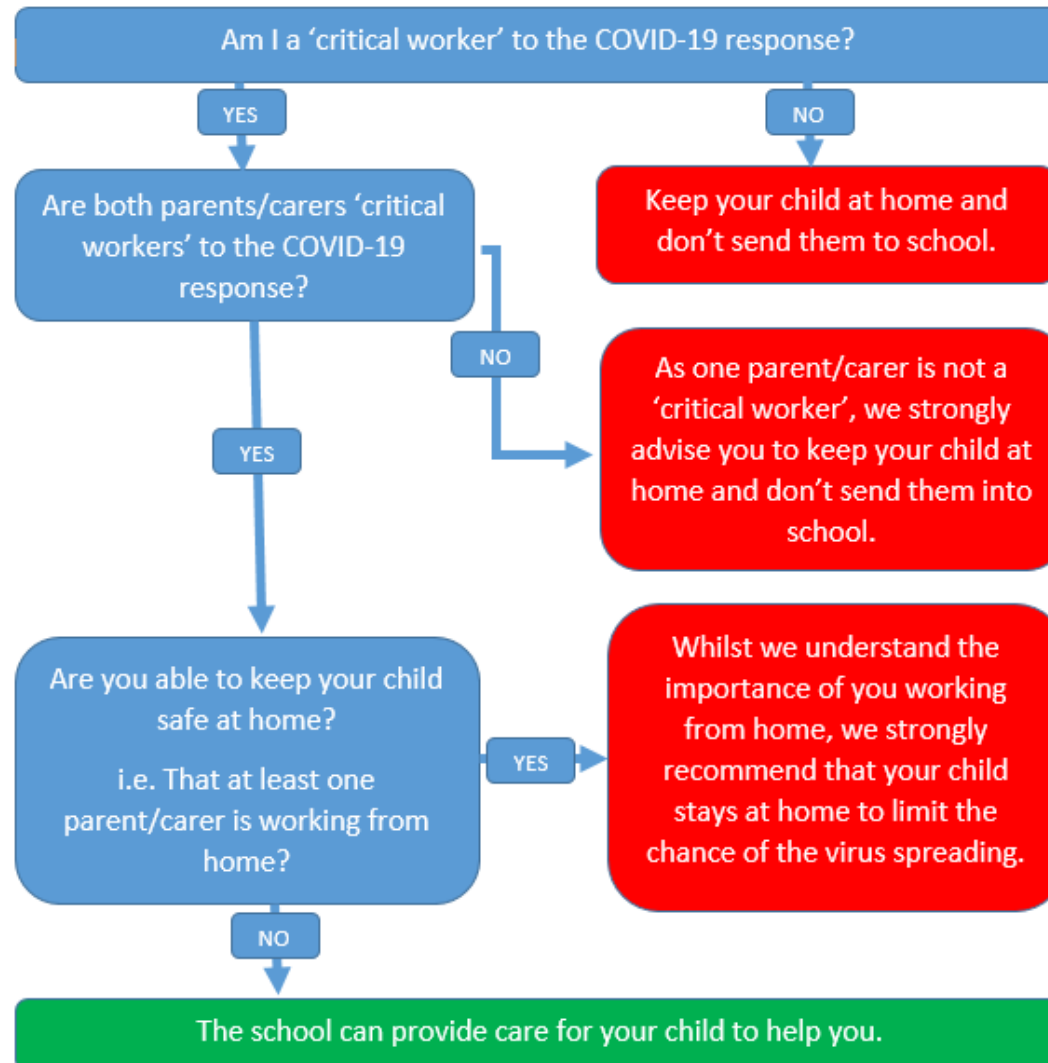 Am I a ‘critical worker’ to the COVID-19 response?
YES
NO
Are both parents/carers ‘critical
workers’ to the COVID-19
response?
Keep your child at home and
don’t send them to school.
NO
As one parent/carer is not a
‘critical worker’, we strongly
advise you to keep your child at
home and don’t send them into
school.
YES
Are you able to keep your child
safe at home?
i.e. That at least one
parent/carer is working from
home?
YES
Whilst we understand the
importance of you working
from home, we strongly
recommend that your child
stays at home to limit the
chance of the virus spreading.
NO
The school can provide care for your child to help you.